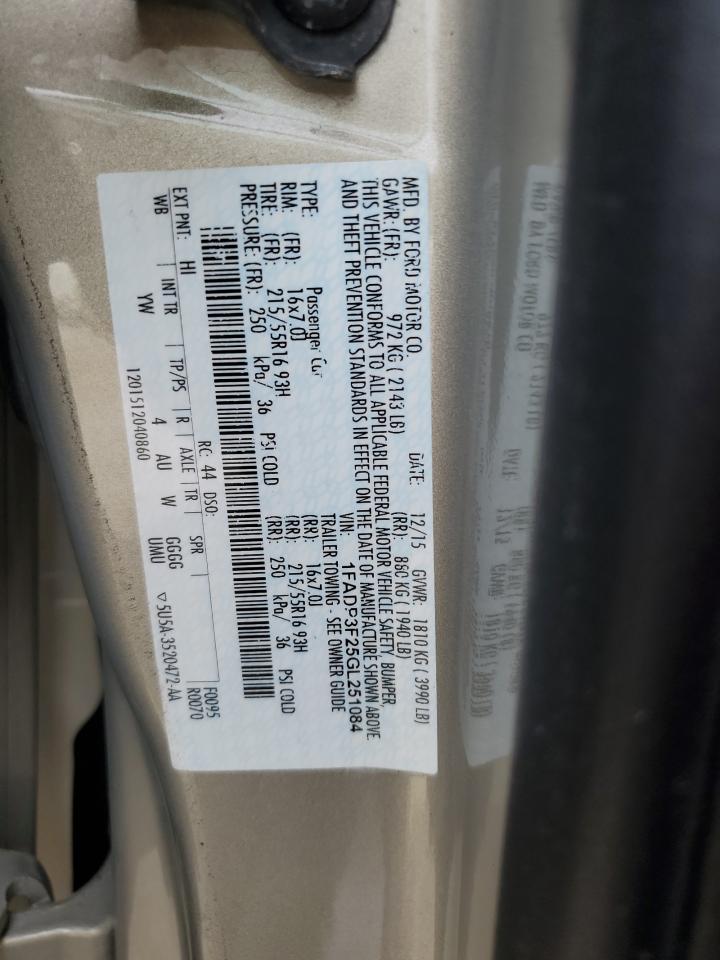 MFD. BY FORD MOTOR CO.
DATE: 12/15 GVWR: 1810 KG ( 3990 LB)
GAWR: (FR): 972 KG ( 2143 LB) (RR): 880 KG ( 1940 LB)
THIS VEHICLE CONFORMS TO ALL APPLICABLE FEDERAL MOTOR VEHICLE SAFETY, BUMPER,
AND THEFT PREVENTION STANDARDS IN EFFECT ON THE DATE OF MANUFACTURE SHOWN ABOVE.
VIN: 1FADP3F25GL251084
TYPE: Passenger Car TRAILER TOWING - SEE OWNER GUIDE
RIM: (FR): 16x7.0J (RR): 16x7.0J
TIRE: (FR): 215/55R16 93H (RR): 215/55R16 93H
PRESSURE: (FR): 250 kPa/ 36 PSI COLD (RR): 250 kPa/ 36 PSI COLD
RC: 44 DSO: F0095
EXT PNT: HI SPR R0070
WB INT TR TP/PS R AXLE TR
YW 4 AU W GGGG
1201512040860 UMU ▽5U5A-3520472-AA